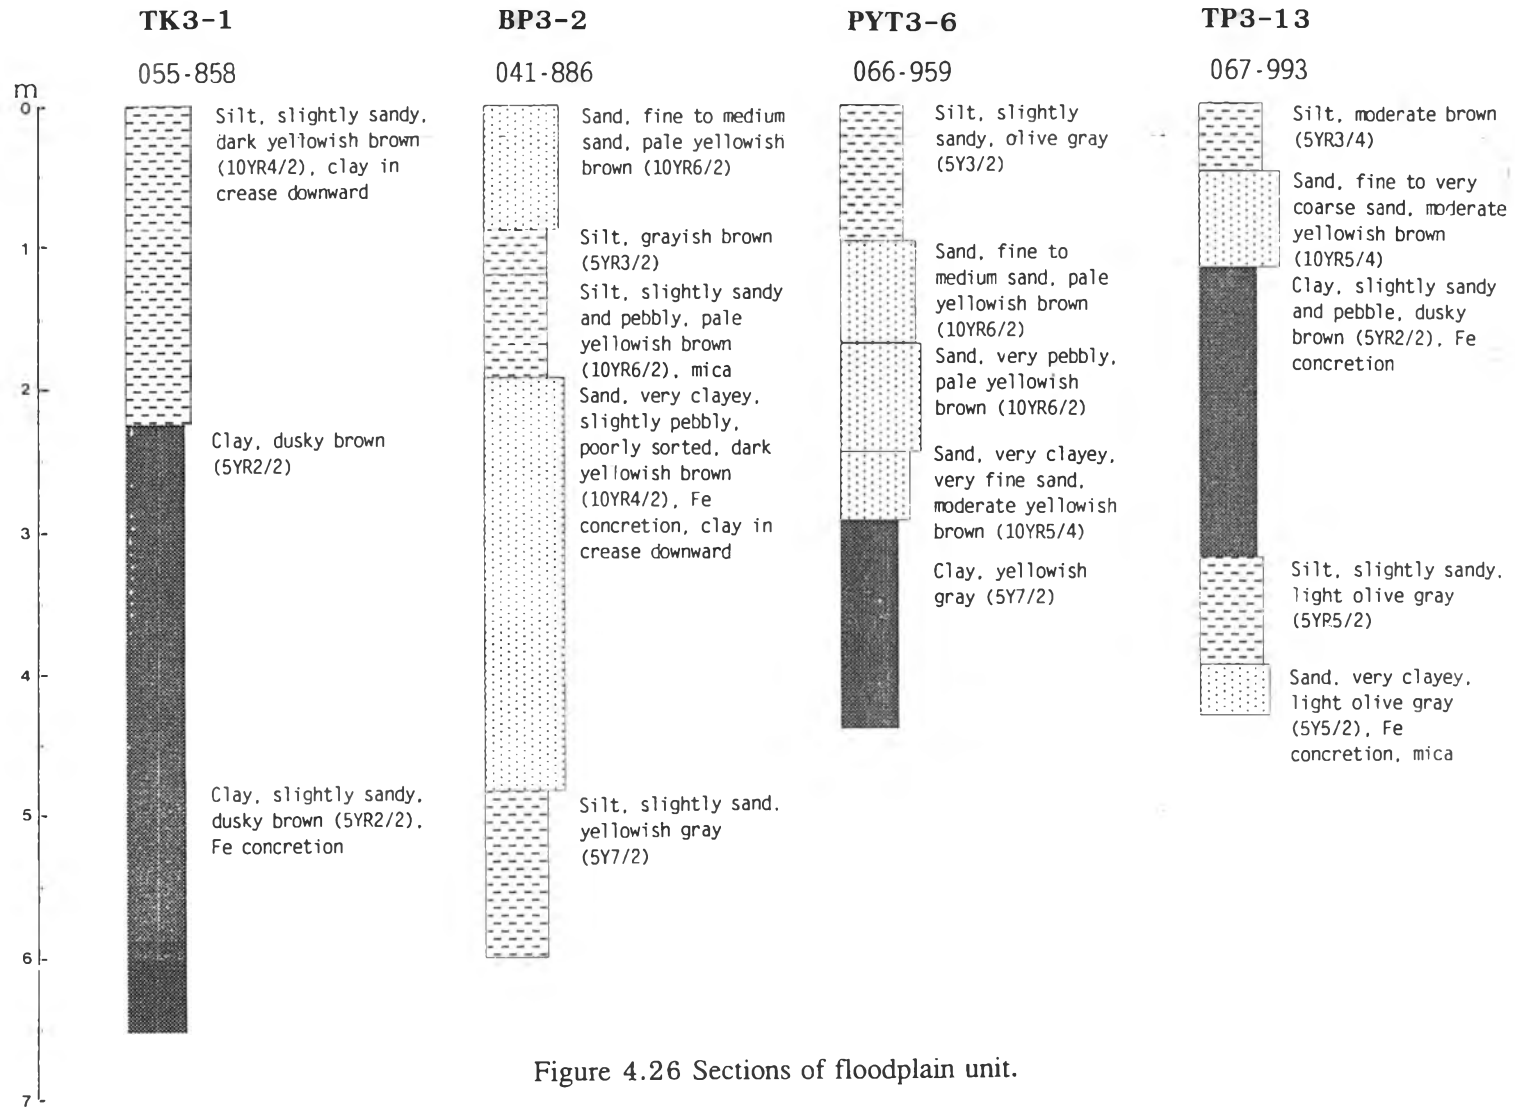 TK3-1
055-858
Silt, slightly sandy,
dark yellowish brown
(10YR4/2), clay in
crease downward
Clay, dusky brown
(5YR2/2)
Clay, slightly sandy,
dusky brown (5YR2/2),
Fe concretion
BP3-2
041-886
Sand, fine to medium
sand, pale yellowish
brown (10YR6/2)
Silt, grayish brown
(5YR3/2)
Silt, slightly sandy
and pebbly, pale
yellowish brown
(10YR6/2), mica
Sand, very clayey,
slightly pebbly,
poorly sorted, dark
yellowish brown
(10YR4/2), Fe
concretion, clay in
crease downward
Silt, slightly sand,
yellowish gray
(5Y7/2)
PYT3-6
066-959
Silt, slightly
sandy, olive gray
(5Y3/2)
Sand, fine to
medium sand, pale
yellowish brown
(10YR6/2)
Sand, very pebbly,
pale yellowish
brown (10YR6/2)
Sand, very clayey,
very fine sand,
moderate yellowish
brown (10YR5/4)
Clay, yellowish
gray (5Y7/2)
TP3-13
067-993
Silt, moderate brown
(5YR3/4)
Sand, fine to very
coarse sand, moderate
yellowish brown
(10YR5/4)
Clay, slightly sandy
and pebble, dusky
brown (5YR2/2), Fe
concretion
Silt, slightly sandy,
light olive gray
(5YR5/2)
Sand, very clayey,
light olive gray
(5Y5/2), Fe
concretion, mica
m
0
1
2
3
4
5
6
7
Figure 4.26 Sections of floodplain unit.